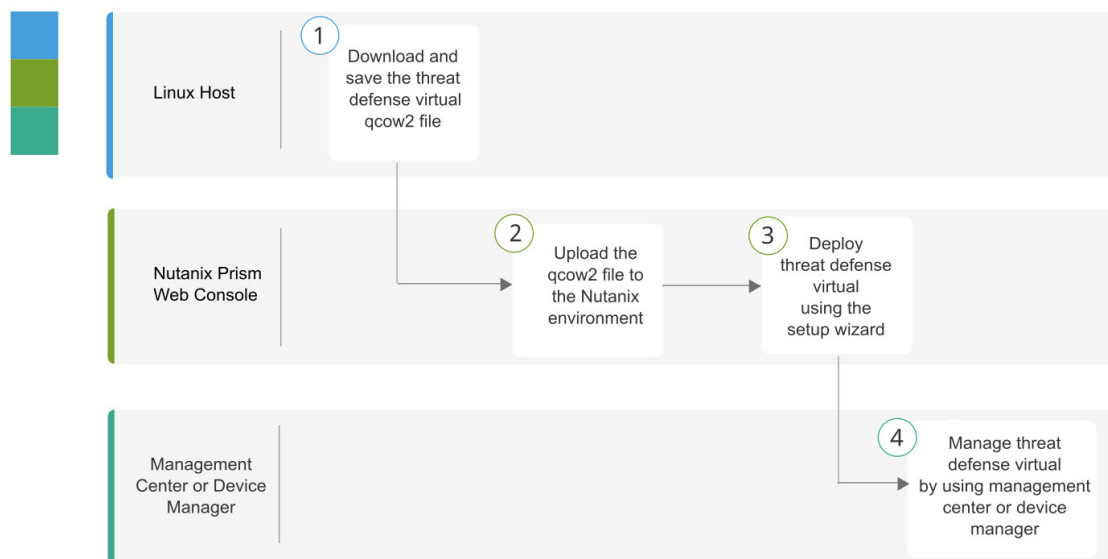 Linux Host
1
Download and
save the threat
defense virtual
qcow2 file
Nutanix Prism
Web Console
2
Upload the
qcow2 file to
the Nutanix
environment
3
Deploy
threat defense
virtual
using the
setup wizard
Management
Center or Device
Manager
4
Manage threat
defense virtual
by using management
center or device
manager